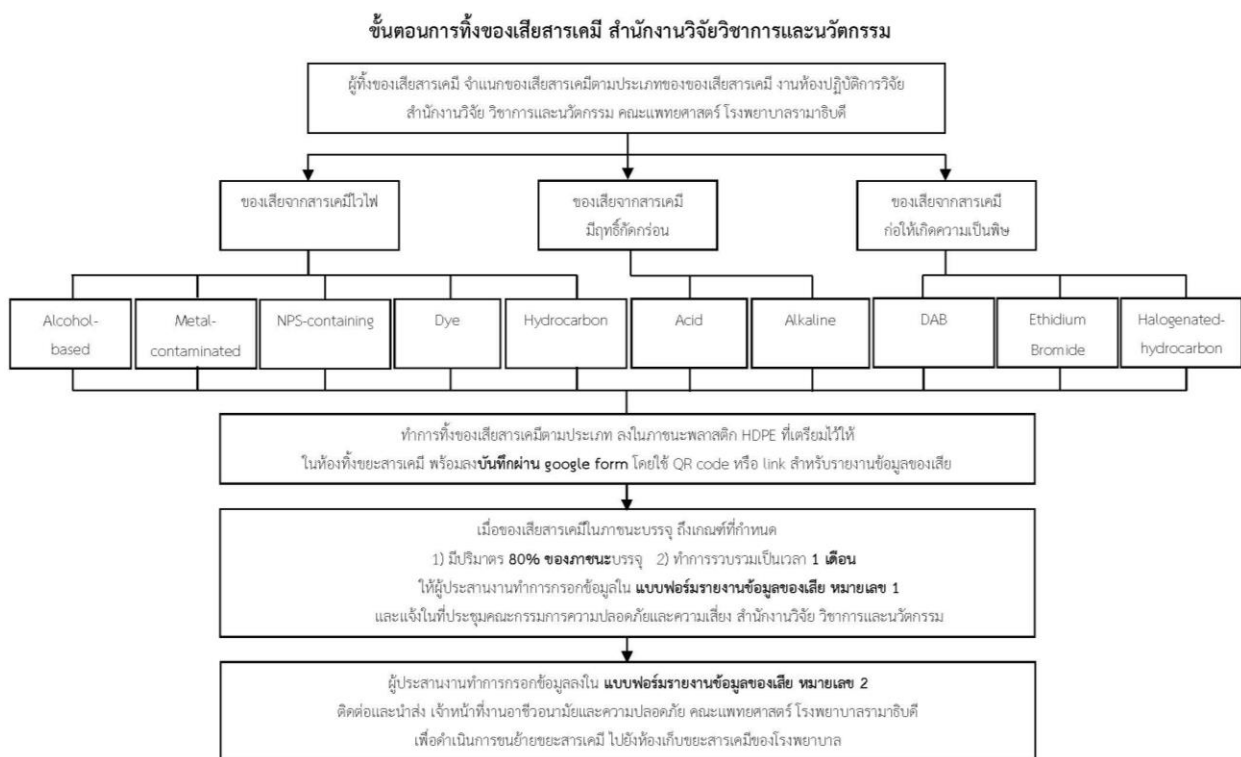 ขั้นตอนการทิ้งของเสียสารเคมี สำนักงานวิจัยวิชาการและนวัตกรรม
ผู้ทิ้งของเสียสารเคมี จำแนกของเสียสารเคมีตามประเภทของของเสียสารเคมี งานห้องปฏิบัติการวิจัย
สำนักงานวิจัย วิชาการและนวัตกรรม คณะแพทยศาสตร์ โรงพยาบาลรามาธิบดี
ของเสียจากสารเคมีไวไฟ
ของเสียจากสารเคมี
มีฤทธิ์กัดกร่อน
ของเสียจากสารเคมี
ก่อให้เกิดความเป็นพิษ
Alcohol-
based
Metal-
contaminated
NPS-containing
Dye
Hydrocarbon
Acid
Alkaline
DAB
Ethidium
Bromide
Halogenated-
hydrocarbon
ทำการทิ้งของเสียสารเคมีตามประเภท ลงในภาชนะพลาสติก HDPE ที่เตรียมไว้ให้
ในห้องทิ้งขยะสารเคมี พร้อมลงบันทึกผ่าน google form โดยใช้ QR code หรือ link สำหรับรายงานข้อมูลของเสีย
เมื่อของเสียสารเคมีในภาชนะบรรจุ ถึงเกณฑ์ที่กำหนด
1) มีปริมาตร 80% ของภาชนะบรรจุ 2) ทำการรวบรวมเป็นเวลา 1 เดือน
ให้ผู้ประสานงานทำการกรอกข้อมูลใน แบบฟอร์มรายงานข้อมูลของเสีย หมายเลข 1
และแจ้งในที่ประชุมคณะกรรมการความปลอดภัยและความเสี่ยง สำนักงานวิจัย วิชาการและนวัตกรรม
ผู้ประสานงานทำการกรอกข้อมูลลงใน แบบฟอร์มรายงานข้อมูลของเสีย หมายเลข 2
ติดต่อและนำส่ง เจ้าหน้าที่งานอาชีวอนามัยและความปลอดภัย คณะแพทยศาสตร์ โรงพยาบาลรามาธิบดี
เพื่อดำเนินการขนย้ายขยะสารเคมี ไปยังห้องเก็บขยะสารเคมีของโรงพยาบาล